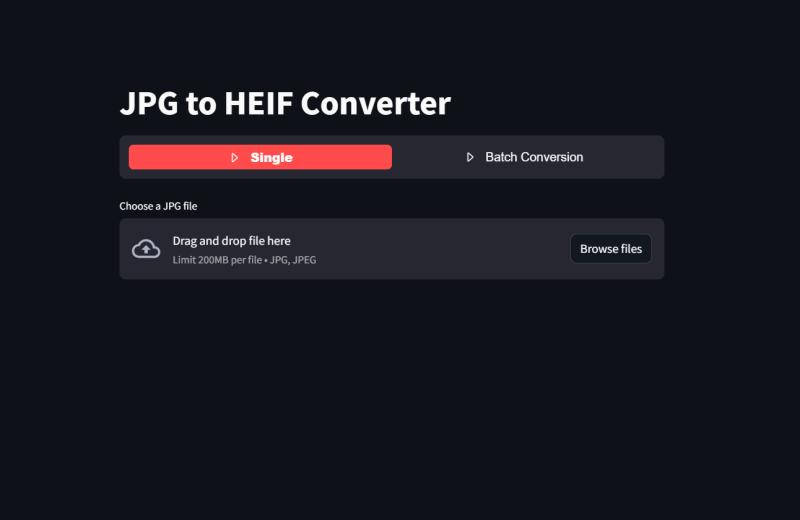 JPG to HEIF Converter
Single
Batch Conversion
Choose a JPG file
Drag and drop file here
Limit 200MB per file • JPG, JPEG
Browse files